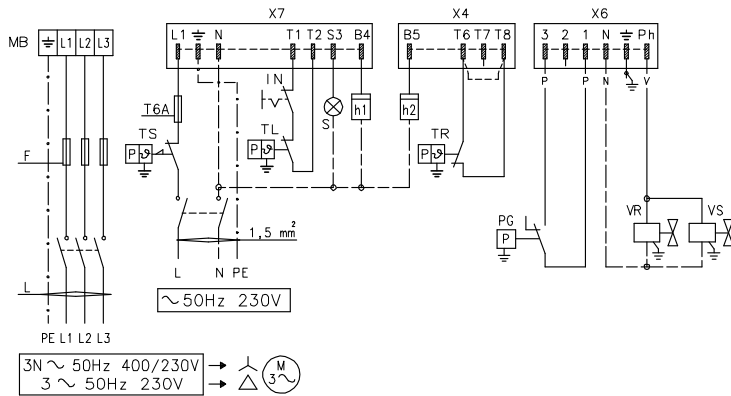 X7 X4 X6
MB L1 L2 L3
L1 N T1 T2 S3 B4
B5 T6 T7 T8
3 2 1 N Ph
P P N V
IN
T6A
S
h1 h2
TS P ϑ
TL P ϑ
TR P ϑ
F
PG P
VR VS
1,5 mm²
L N PE
L
~ 50Hz 230V
PE L1 L2 L3
3N ~ 50Hz 400/230V
3 ~ 50Hz 230V
M
3~